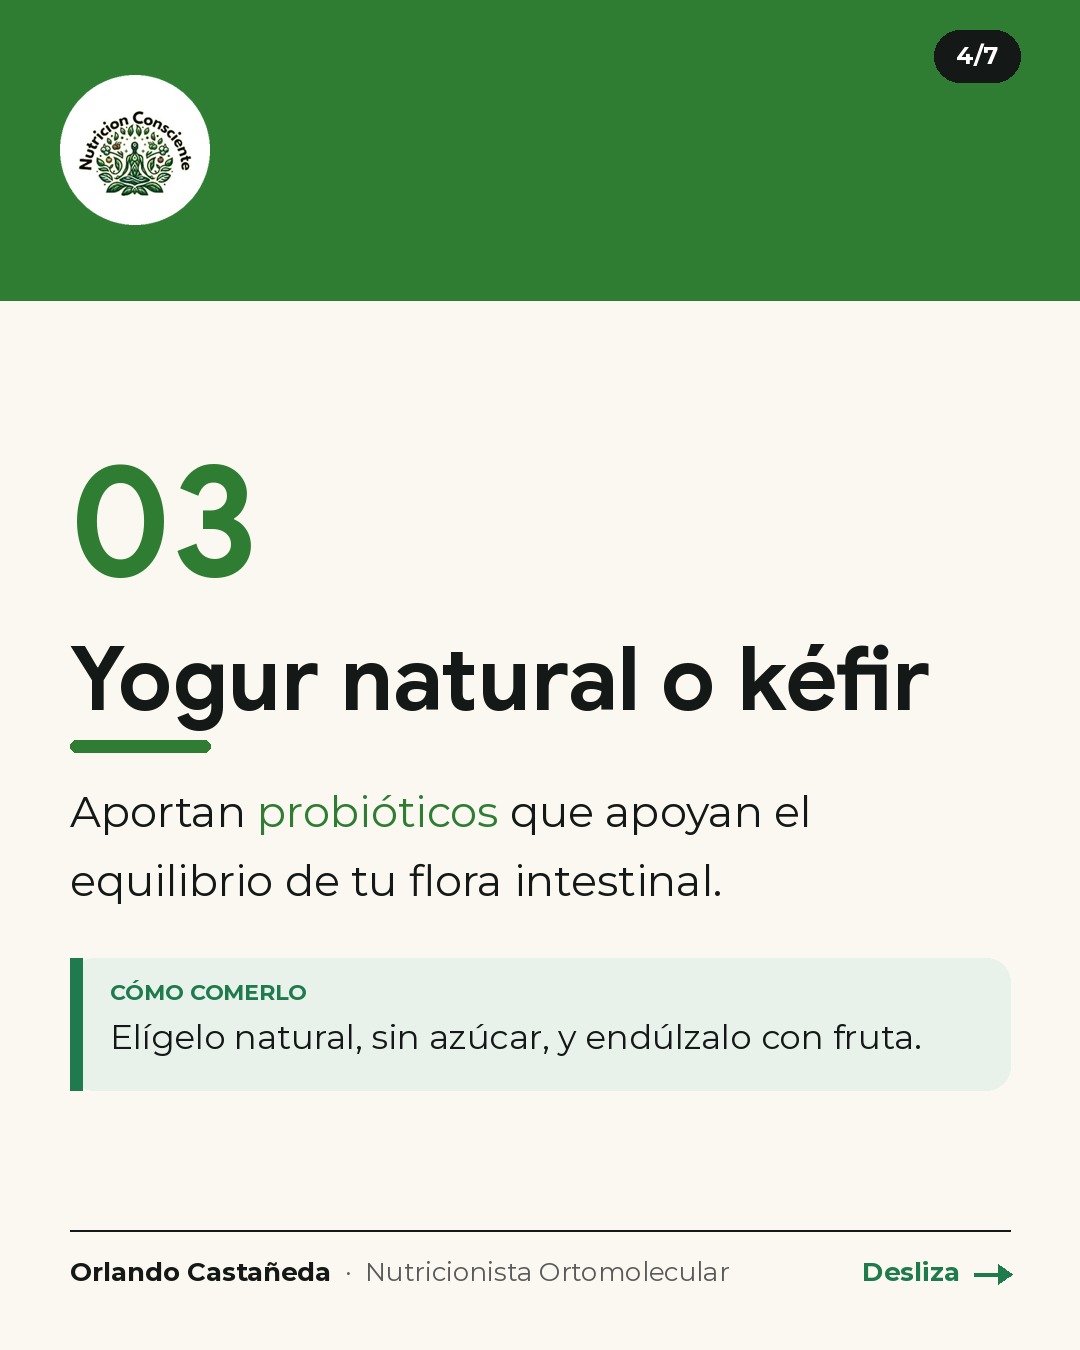 4/7
Nutricion Consciente
03
Yogur natural o kéfir
Aportan probióticos que apoyan el
equilibrio de tu flora intestinal.
CÓMO COMERLO
Elígelo natural, sin azúcar, y endúlzalo con fruta.
Orlando Castañeda · Nutricionista Ortomolecular Desliza →